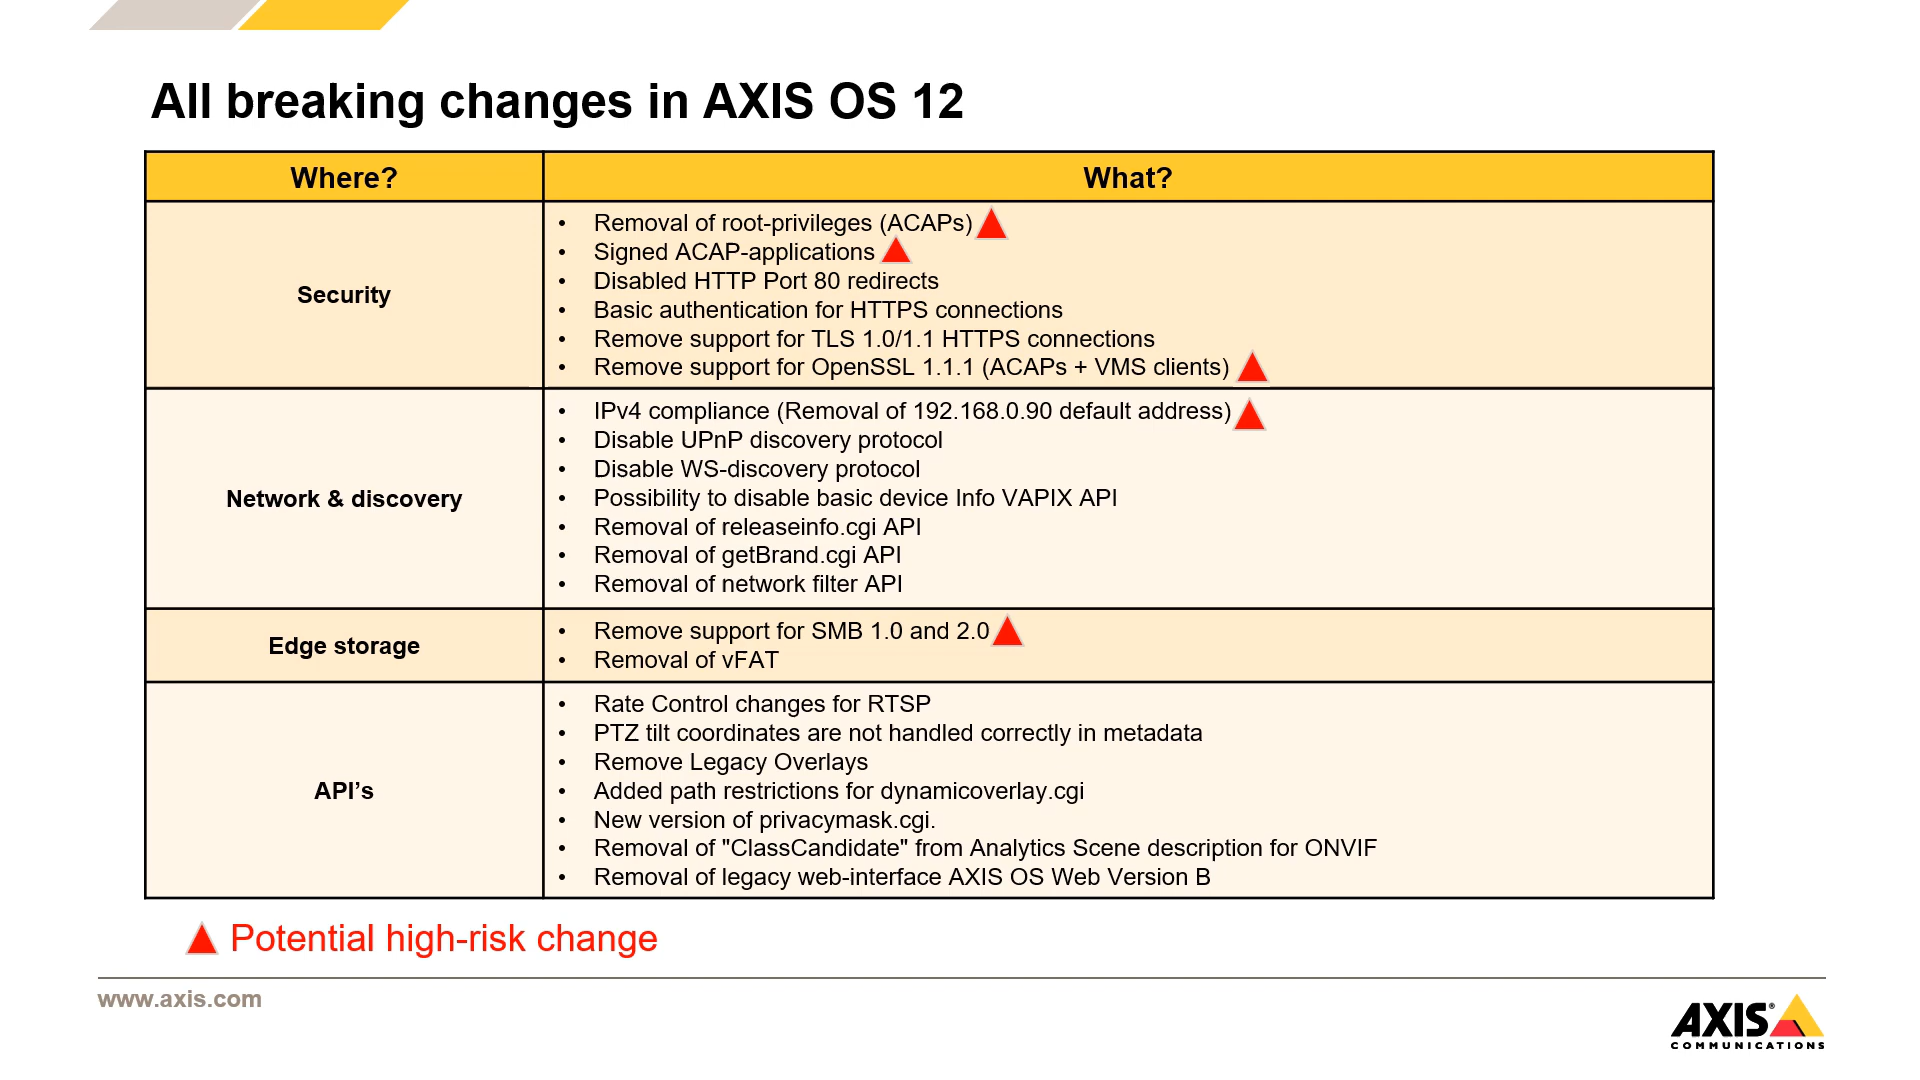 All breaking changes in AXIS OS 12
Where?
What?
Security
• Removal of root-privileges (ACAPs)
• Signed ACAP-applications
• Disabled HTTP Port 80 redirects
• Basic authentication for HTTPS connections
• Remove support for TLS 1.0/1.1 HTTPS connections
• Remove support for OpenSSL 1.1.1 (ACAPs + VMS clients)
Network & discovery
• IPv4 compliance (Removal of 192.168.0.90 default address)
• Disable UPnP discovery protocol
• Disable WS-discovery protocol
• Possibility to disable basic device Info VAPIX API
• Removal of releaseinfo.cgi API
• Removal of getBrand.cgi API
• Removal of network filter API
Edge storage
• Remove support for SMB 1.0 and 2.0
• Removal of vFAT
API’s
• Rate Control changes for RTSP
• PTZ tilt coordinates are not handled correctly in metadata
• Remove Legacy Overlays
• Added path restrictions for dynamicoverlay.cgi
• New version of privacymask.cgi.
• Removal of "ClassCandidate" from Analytics Scene description for ONVIF
• Removal of legacy web-interface AXIS OS Web Version B
Potential high-risk change
www.axis.com
AXIS®
COMMUNICATIONS